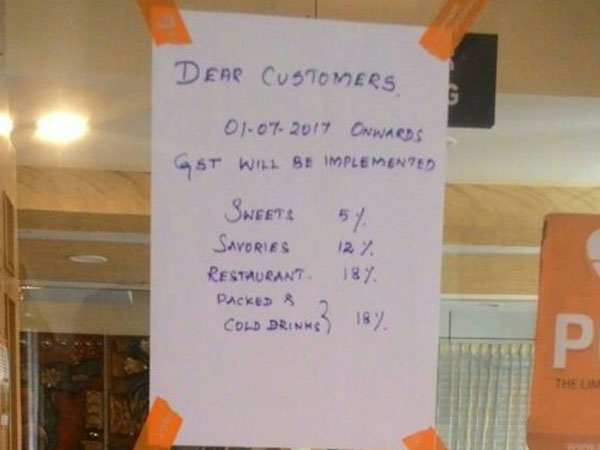 DEAR CUSTOMERS
01-07-2017 ONWARDS
GST WILL BE IMPLEMENTED
SWEETS 5%
SAVORIES 12%
RESTAURANT. 18%
PACKED &
COLD DRINKS} 18%.
G
P
THE LIM